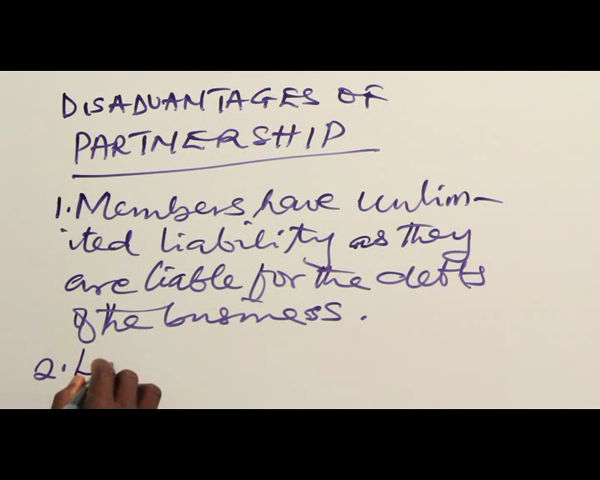 DISADVANTAGES OF
PARTNERSHIP
1. Members have unlim-
ited liability as they
are liable for the debts
of the business.
2. L